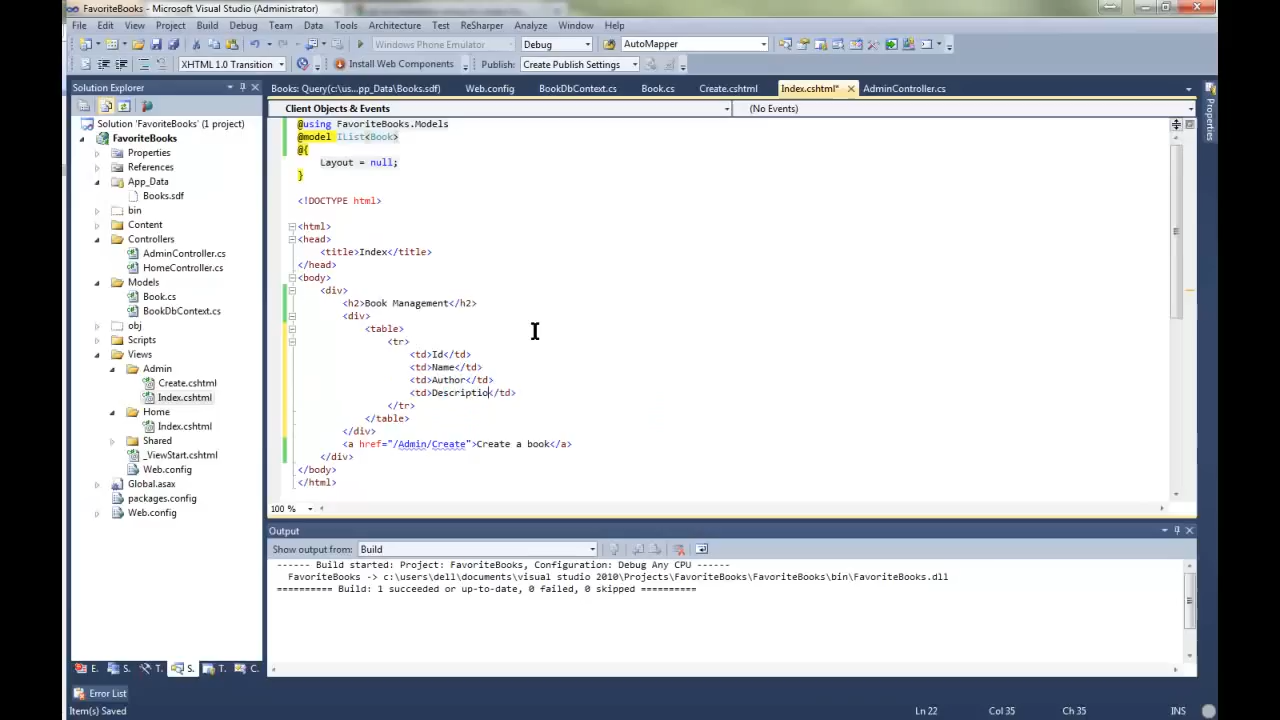 FavoriteBooks - Microsoft Visual Studio (Administrator)
File Edit View Project Build Debug Team Data Tools Architecture Test ReSharper Analyze Window Help
Windows Phone Emulator Debug AutoMapper
XHTML 1.0 Transition Install Web Components Publish: Create Publish Settings
Solution Explorer
Books: Query(c:\us...pp_Data\Books.sdf) Web.config BookDbContext.cs Book.cs Create.cshtml Index.cshtml* AdminController.cs
Client Objects & Events (No Events)
Properties
Solution 'FavoriteBooks' (1 project)
FavoriteBooks
Properties
References
App_Data
Books.sdf
bin
Content
Controllers
AdminController.cs
HomeController.cs
Models
Book.cs
BookDbContext.cs
obj
Scripts
Views
Admin
Create.cshtml
Index.cshtml
Home
Index.cshtml
Shared
_ViewStart.cshtml
Web.config
Global.asax
packages.config
Web.config
@using FavoriteBooks.Models
@model IList<Book>
@{
Layout = null;
}
<!DOCTYPE html>
<html>
<head>
<title>Index</title>
</head>
<body>
<div>
<h2>Book Management</h2>
<div>
<table>
<tr>
<td>Id</td>
<td>Name</td>
<td>Author</td>
<td>Descriptio</td>
</tr>
</table>
</div>
<a href="/Admin/Create">Create a book</a>
</div>
</body>
</html>
100 %
Output
Show output from: Build
------ Build started: Project: FavoriteBooks, Configuration: Debug Any CPU ------
FavoriteBooks -> c:\users\dell\documents\visual studio 2010\Projects\FavoriteBooks\FavoriteBooks\bin\FavoriteBooks.dll
========== Build: 1 succeeded or up-to-date, 0 failed, 0 skipped ==========
E. S. T. S. T. C.
Error List
Item(s) Saved Ln 22 Col 35 Ch 35 INS